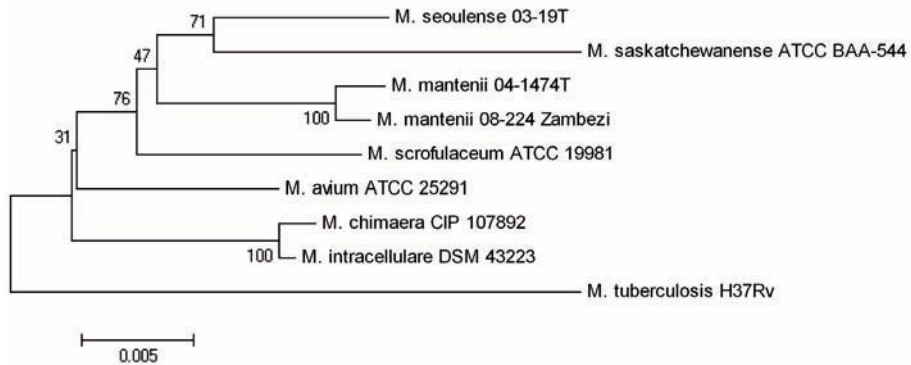 71
M. seoulense 03-19T
M. saskatchewanense ATCC BAA-544
47
M. mantenii 04-1474T
76
100
M. mantenii 08-224 Zambezi
31
M. scrofulaceum ATCC 19981
M. avium ATCC 25291
M. chimaera CIP 107892
100
M. intracellulare DSM 43223
M. tuberculosis H37Rv
0.005